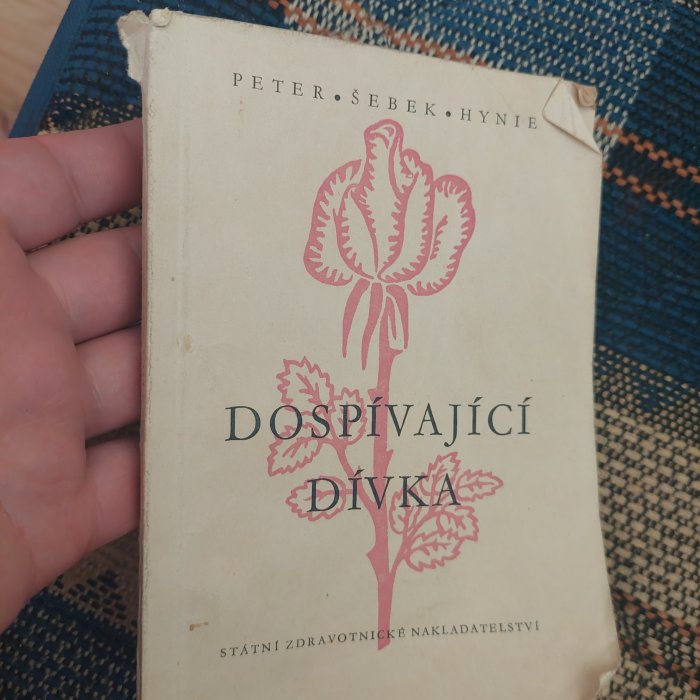 PETER • ŠEBEK • HYNIE
DOSPÍVAJÍCÍ
DÍVKA
STÁTNÍ ZDRAVOTNICKÉ NAKLADATELSTVÍ